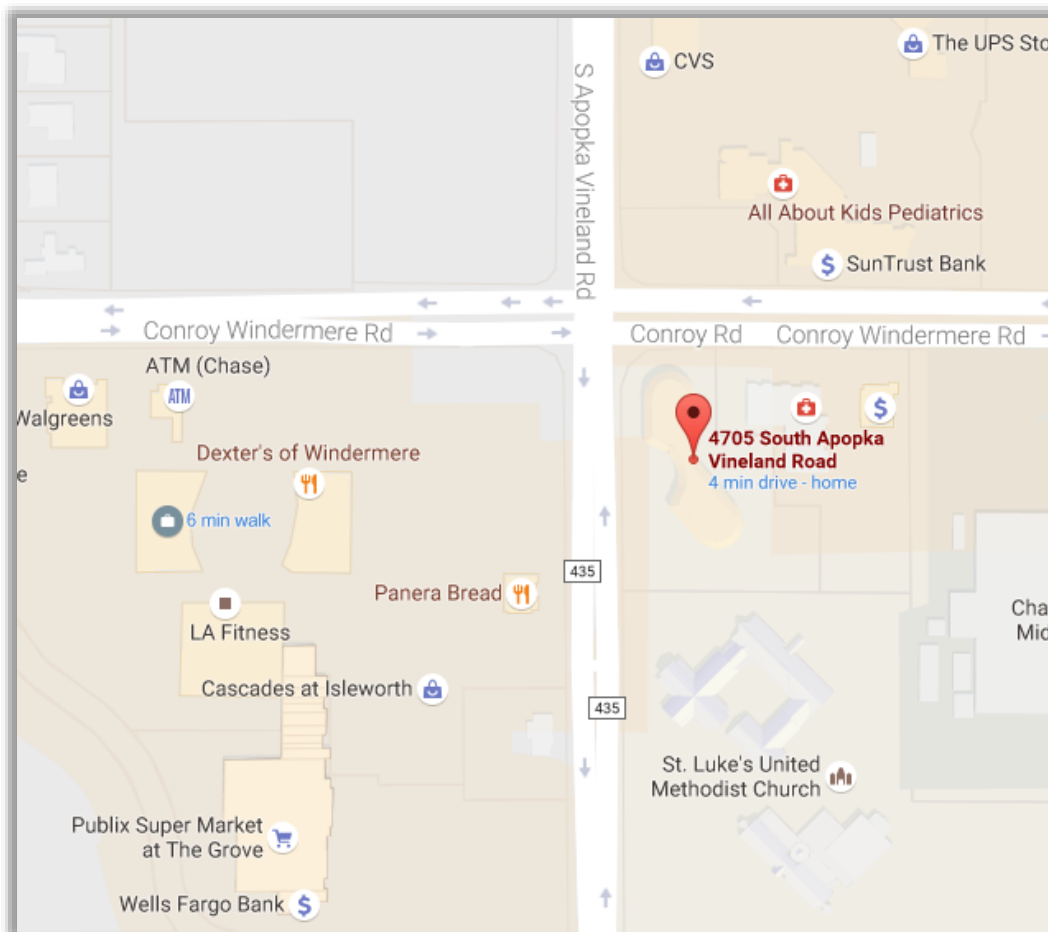 CVS
The UPS Sto
S Apopka Vineland Rd
All About Kids Pediatrics
$ SunTrust Bank
Conroy Windermere Rd
Conroy Rd
Conroy Windermere Rd
ATM (Chase)
ATM
Walgreens
$
4705 South Apopka
Vineland Road
4 min drive - home
Dexter's of Windermere
e
6 min walk
435
Panera Bread
LA Fitness
Cha
Mid
Cascades at Isleworth
435
St. Luke's United
Methodist Church
Publix Super Market
at The Grove
Wells Fargo Bank $